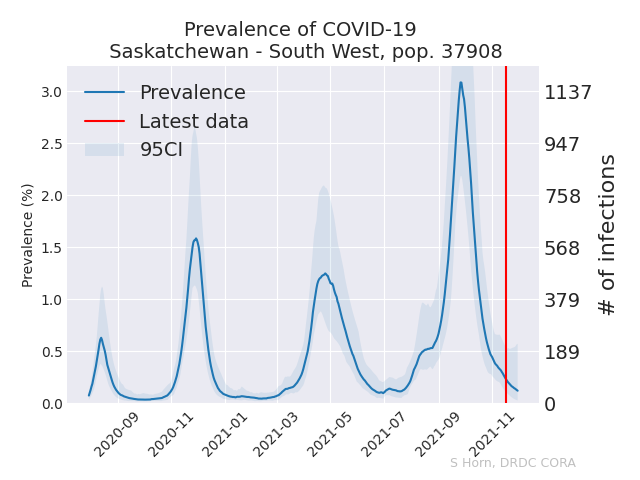 Prevalence of COVID-19
Saskatchewan - South West, pop. 37908
Prevalence
Latest data
95CI
Prevalence (%)
3.0
2.5
2.0
1.5
1.0
0.5
0.0
1137
947
758
568
379
189
0
# of infections
2020-09
2020-11
2021-01
2021-03
2021-05
2021-07
2021-09
2021-11
S Horn, DRDC CORA